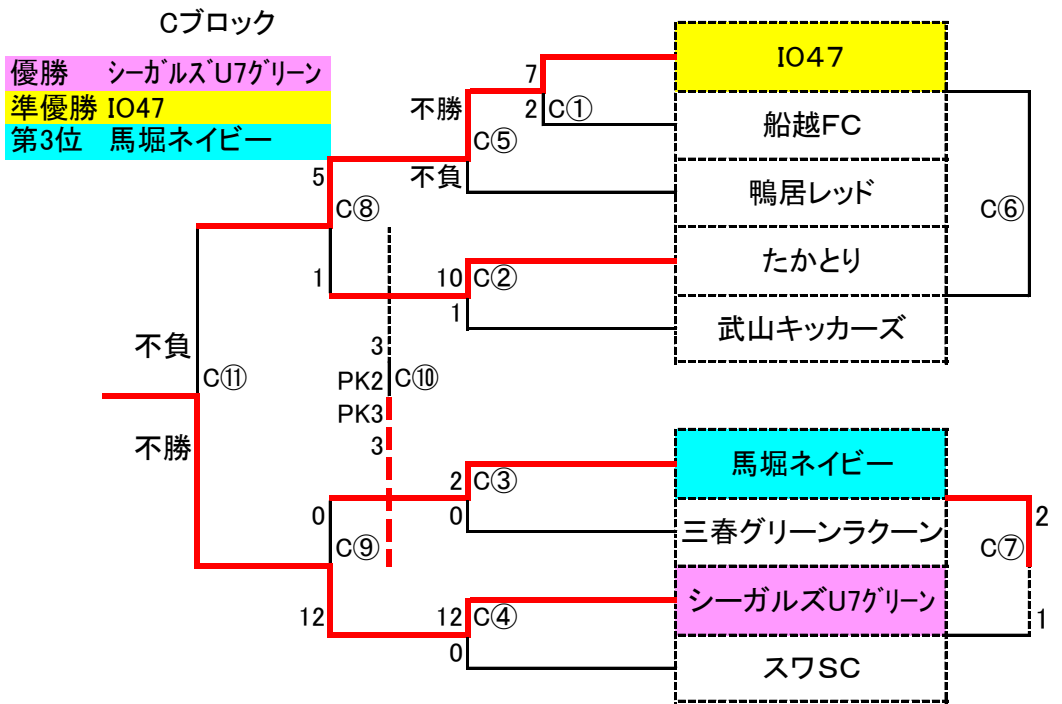 Cブロック
優勝 シーガルズU7グリーン
準優勝 IO47
第3位 馬堀ネイビー
IO47
7
2
C①
船越FC
不勝
C⑤
不負
鴨居レッド
C⑥
5
C⑧
1
たかとり
10
C②
1
武山キッカーズ
不負
C⑪
不勝
3
PK2
C⑩
PK3
3
馬堀ネイビー
2
C③
0
三春グリーンラクーン
2
C⑦
1
0
C⑨
12
シーガルズU7グリーン
12
C④
0
スワSC